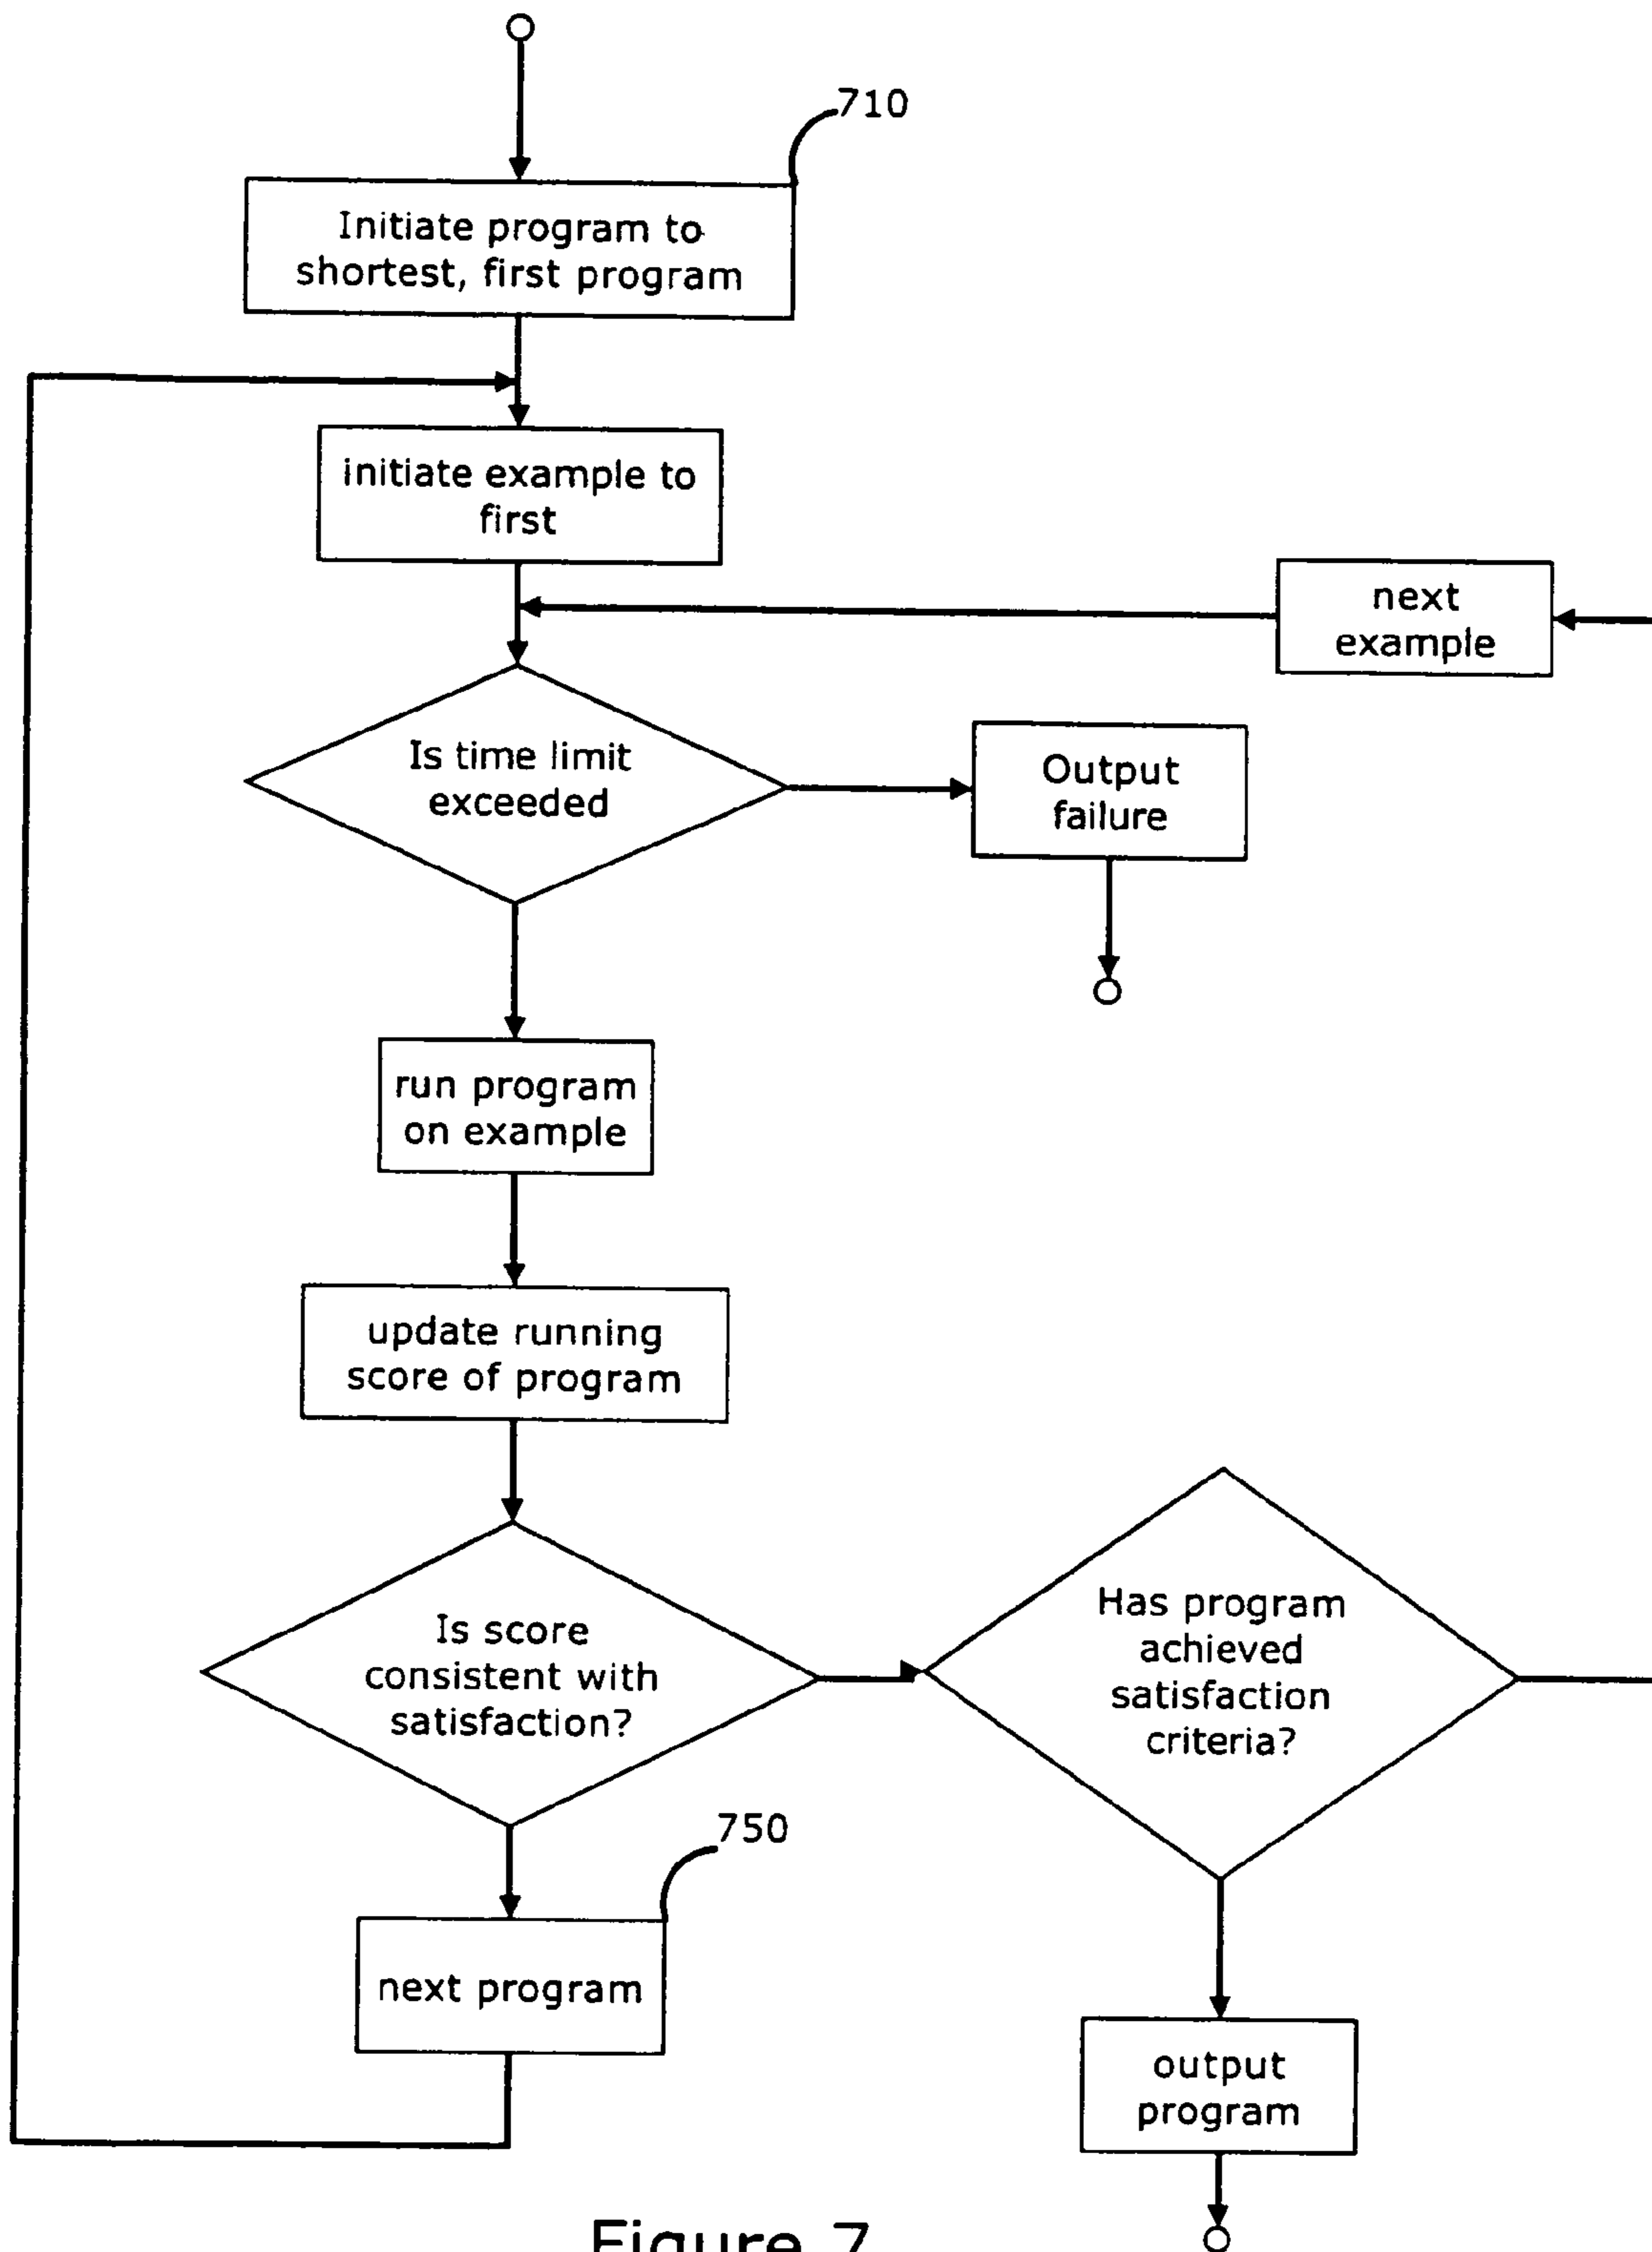 710
Initiate program to
shortest, first program
initiate example to
first
next
example
Is time limit
exceeded
Output
failure
run program
on example
update running
score of program
Is score
consistent with
satisfaction?
Has program
achieved
satisfaction
criteria?
750
next program
output
program
Figure 7